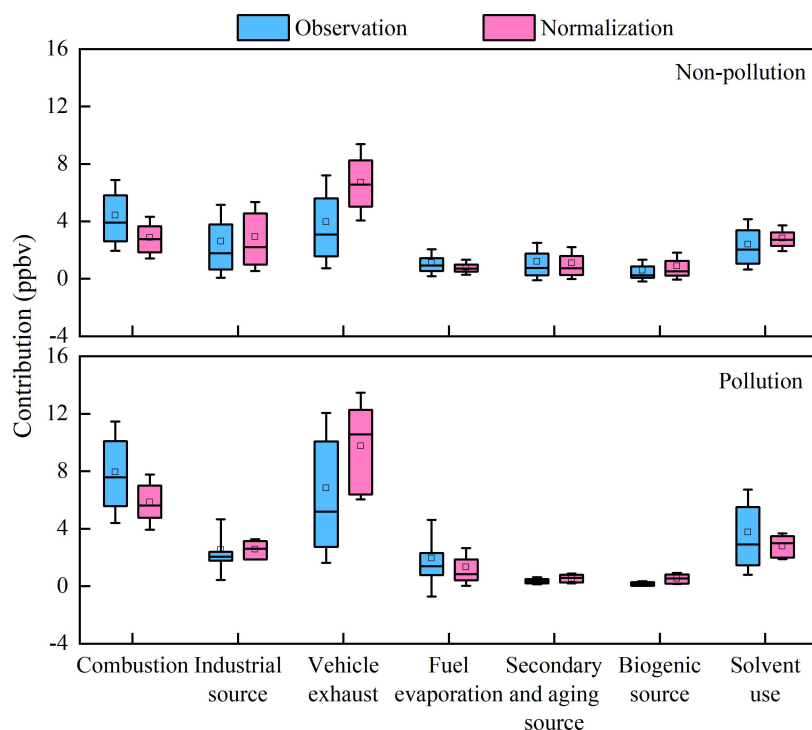 Observation Normalization
16
Non-pollution
12
8
4
0
-4
Contribution (ppbv)
16
Pollution
12
8
4
0
-4
Combustion Industrial Vehicle Fuel Secondary Biogenic Solvent
source exhaust evaporation and aging source use
source